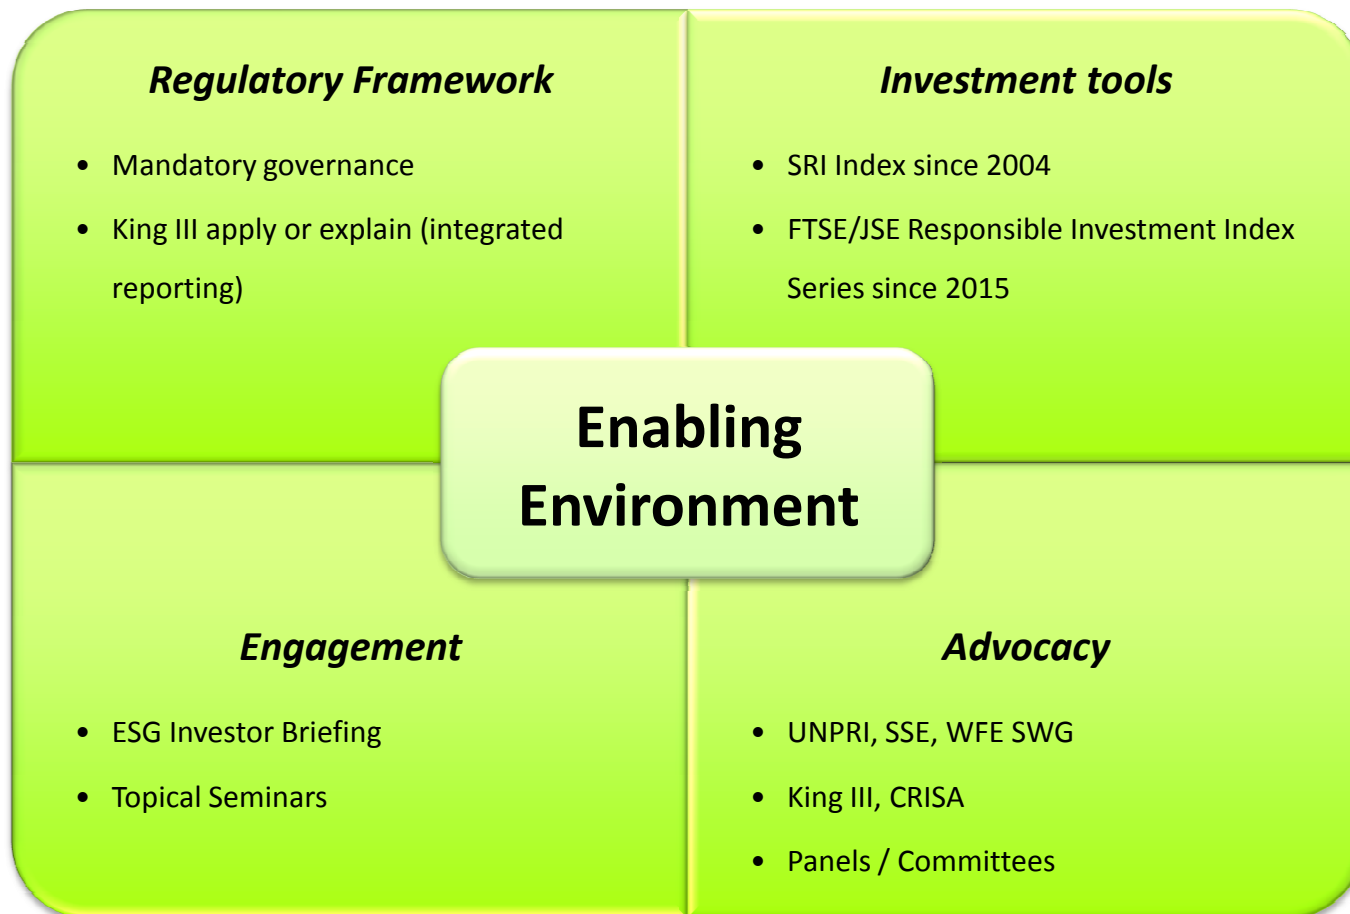 Regulatory Framework
• Mandatory governance
• King III apply or explain (integrated
reporting)
Investment tools
• SRI Index since 2004
• FTSE/JSE Responsible Investment Index
Series since 2015
Enabling
Environment
Engagement
• ESG Investor Briefing
• Topical Seminars
Advocacy
• UNPRI, SSE, WFE SWG
• King III, CRISA
• Panels / Committees